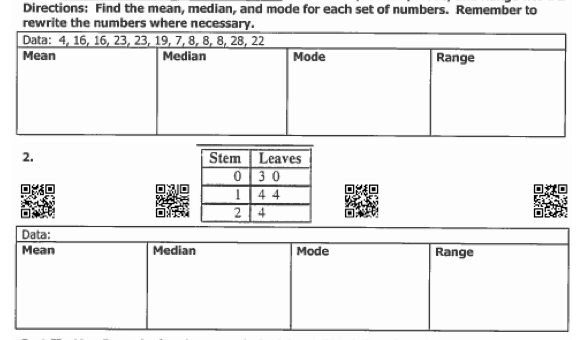 Directions: Find the mean, median, and mode for each set of numbers. Remember to
rewrite the numbers where necessary.
Data: 4, 16, 16, 23, 23, 19, 7, 8, 8, 8, 28, 22
Mean Median Mode Range
2.
Stem Leaves
0 3 0
1 4 4
2 4
Data:
Mean Median Mode Range